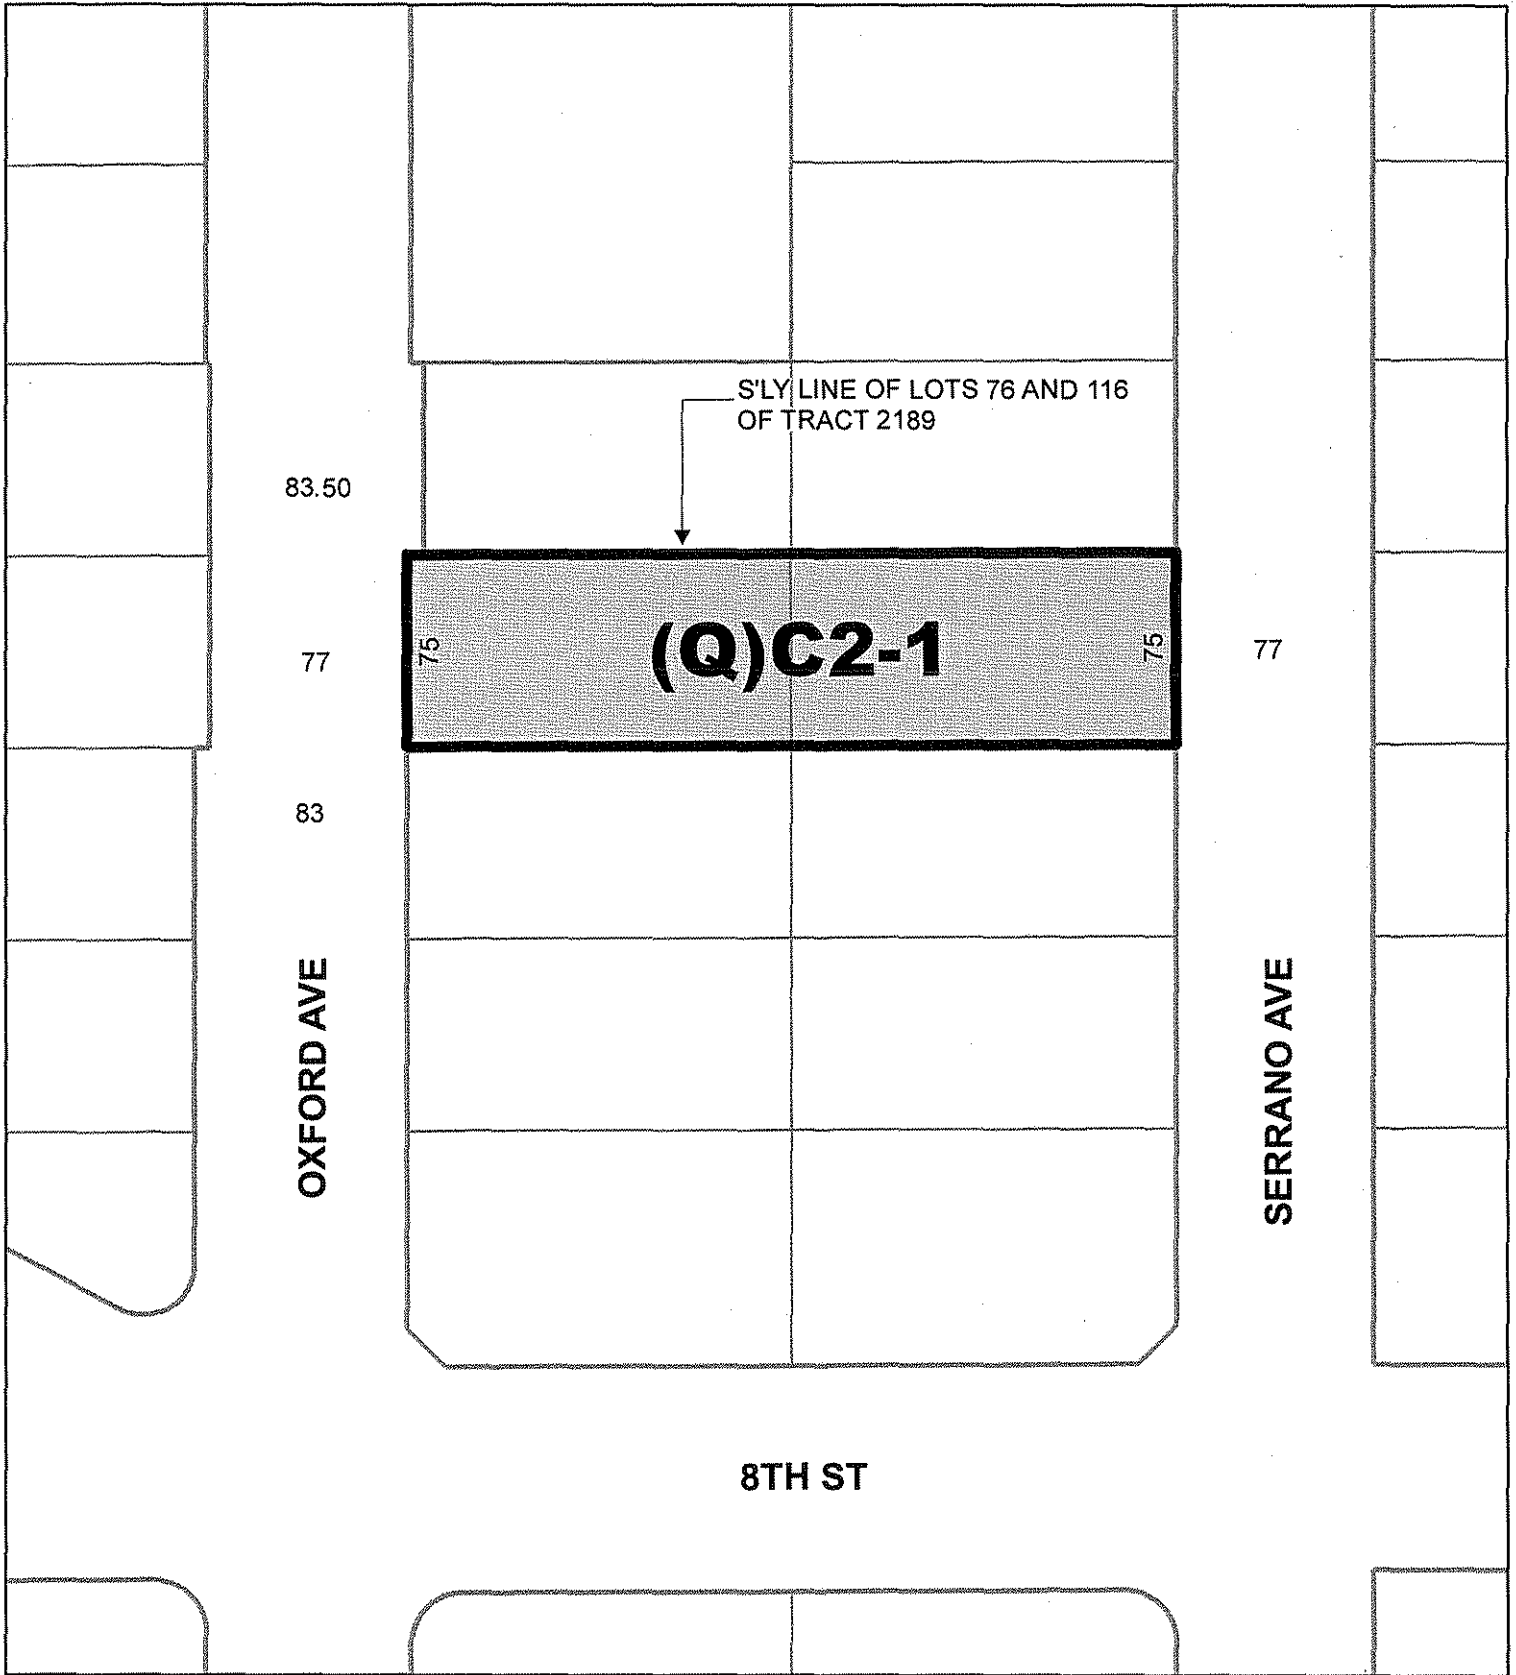 S'LY LINE OF LOTS 76 AND 116
OF TRACT 2189
83.50
77
75
(Q)C2-1
75
77
83
OXFORD AVE
SERRANO AVE
8TH ST